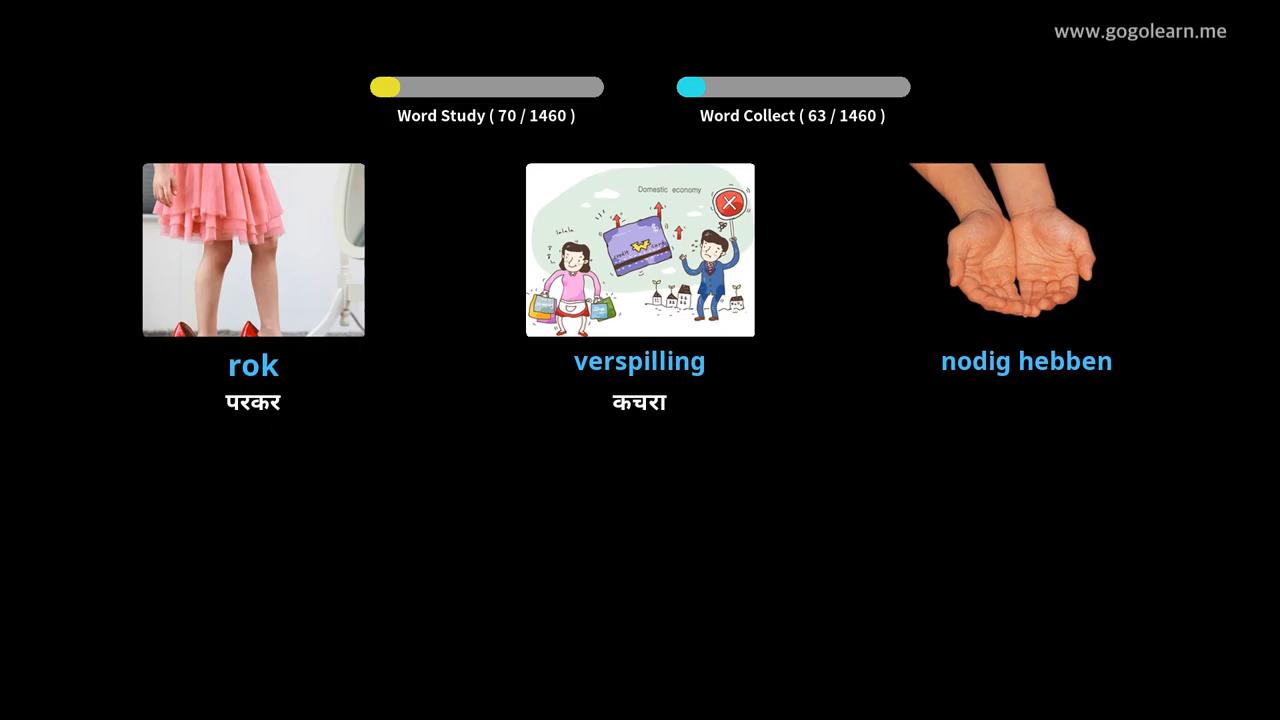 www.gogolearn.me
Word Study ( 70 / 1460 )
Word Collect ( 63 / 1460 )
Domestic economy
lalala
rok
verspilling
nodig hebben
परकर
कचरा